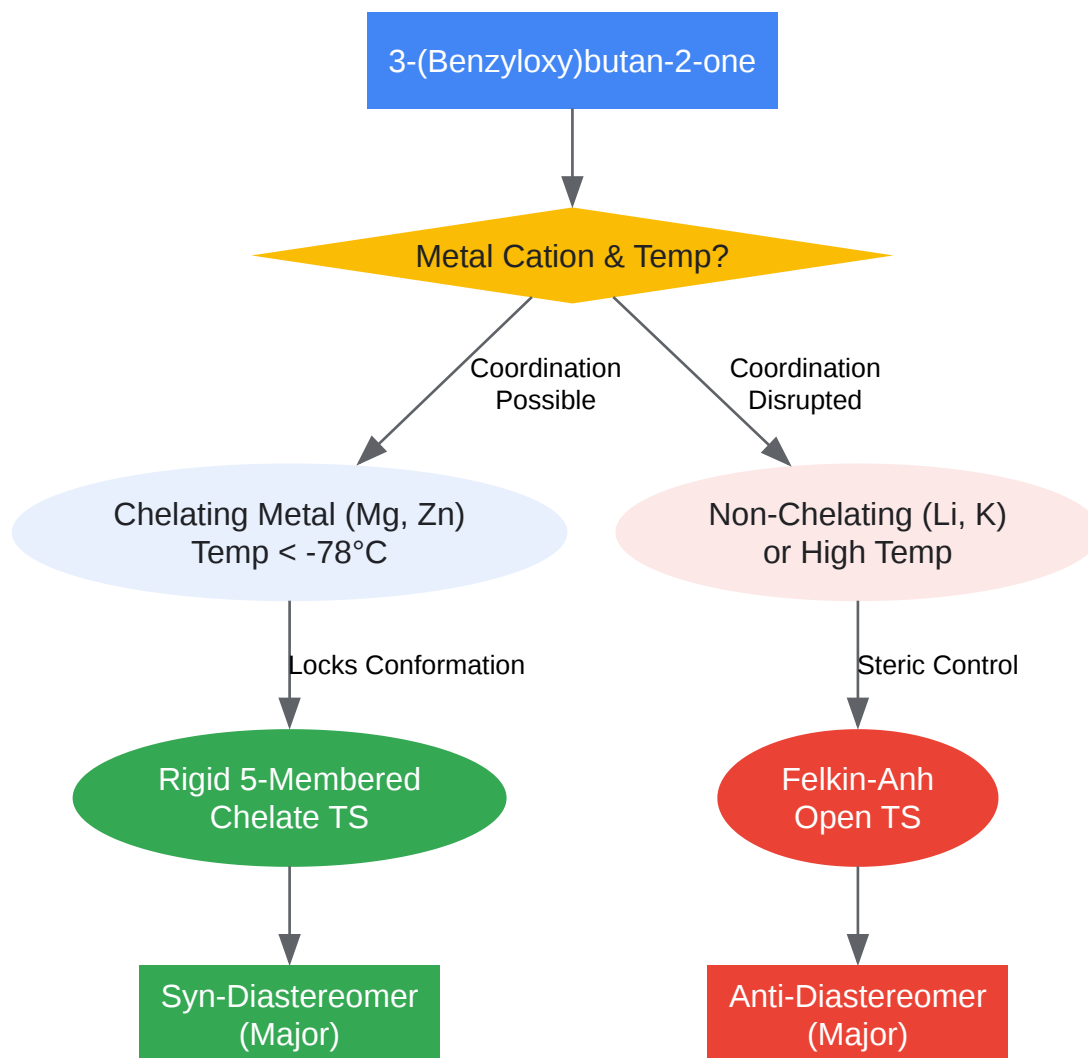 3-(Benzyloxy)butan-2-one
Metal Cation & Temp?
Coordination
Possible
Coordination
Disrupted
Chelating Metal (Mg, Zn)
Temp < -78°C
Non-Chelating (Li, K)
or High Temp
Locks Conformation
Steric Control
Rigid 5-Membered
Chelate TS
Felkin-Anh
Open TS
Syn-Diastereomer
(Major)
Anti-Diastereomer
(Major)